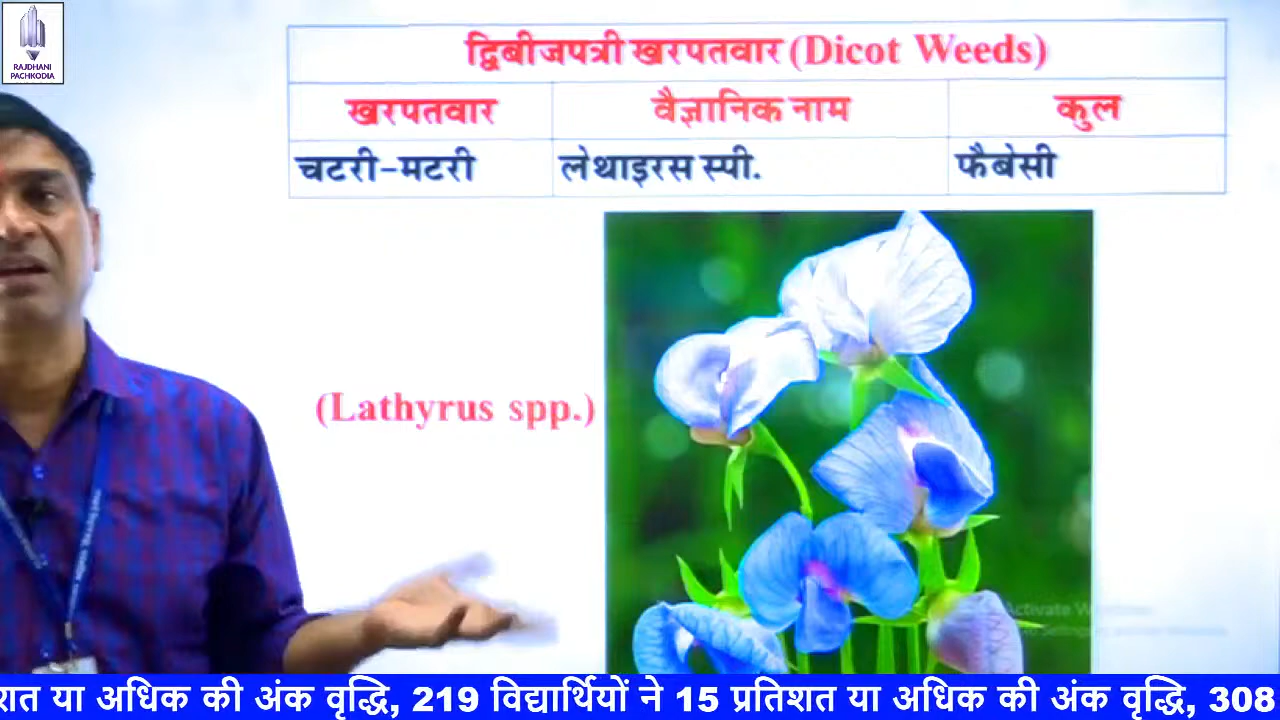 RAJDHANI
PACHKODIA
द्विबीजपत्री खरपतवार (Dicot Weeds)
खरपतवार वैज्ञानिक नाम कुल
चटरी-मटरी लेथाइरस स्पी. फैबेसी
(Lathyrus spp.)
Activate
शत या अधिक की अंक वृद्धि, 219 विद्यार्थियों ने 15 प्रतिशत या अधिक की अंक वृद्धि, 308